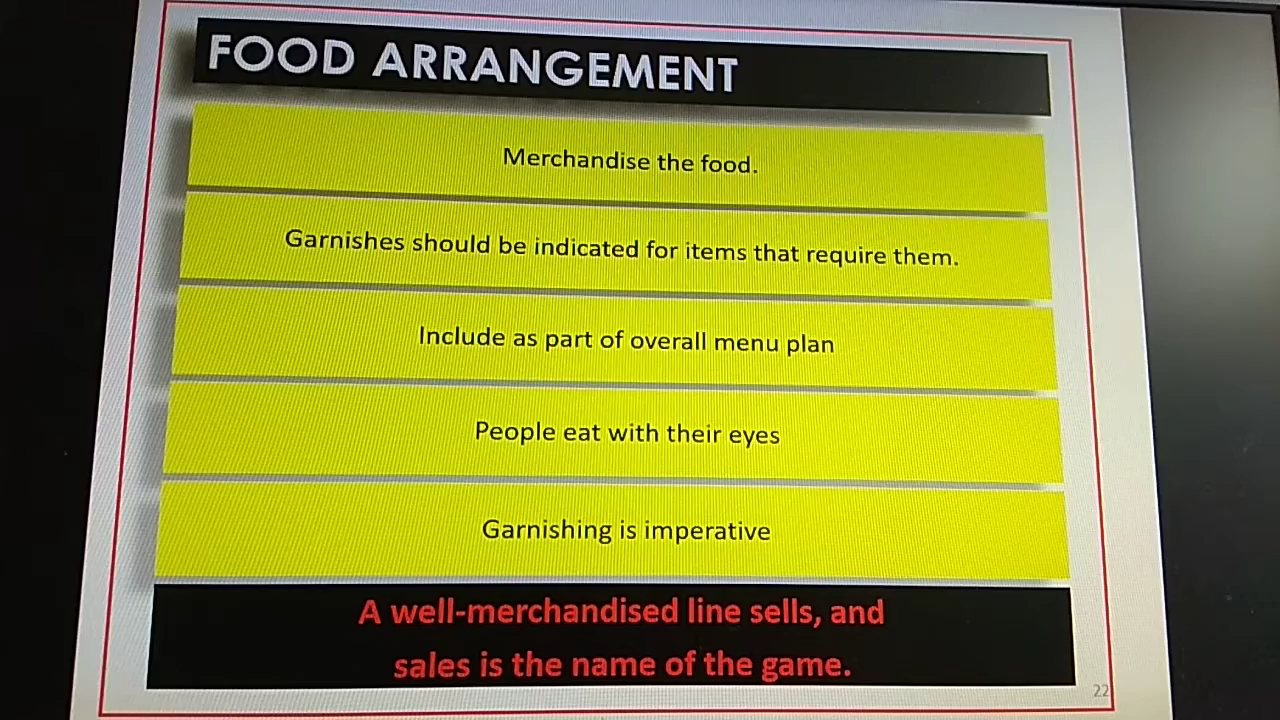 FOOD ARRANGEMENT
Merchandise the food.
Garnishes should be indicated for items that require them.
Include as part of overall menu plan
People eat with their eyes
Garnishing is imperative
A well-merchandised line sells, and
sales is the name of the game.
22